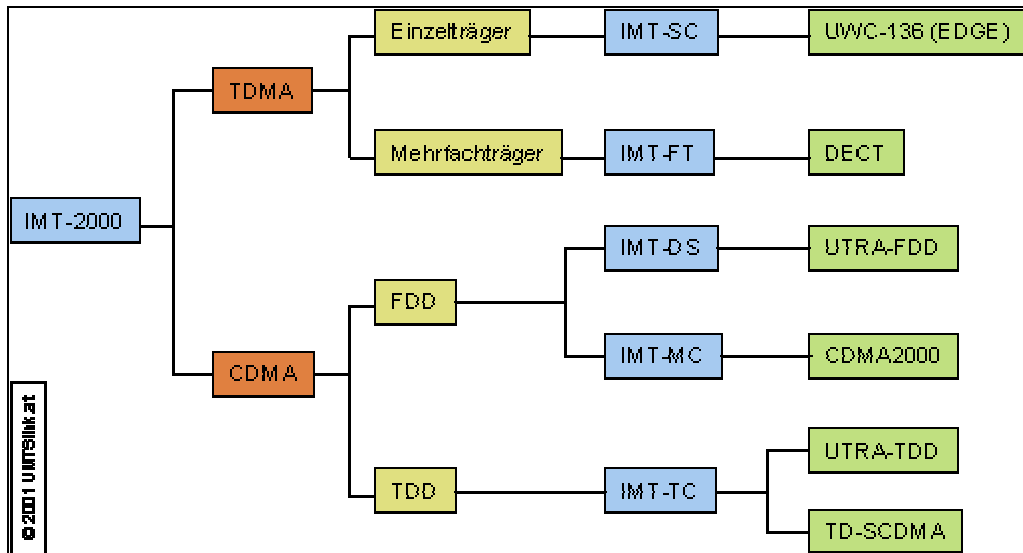 Einzelträger
IMT-SC
UWC-136 (EDGE)
TDMA
Mehrfachträger
IMT-FT
DECT
IMT-2000
IMT-DS
UTRA-FDD
FDD
IMT-MC
CDMA2000
CDMA
UTRA-TDD
TDD
IMT-TC
TD-SCDMA
© 2001 UMTSlink.at